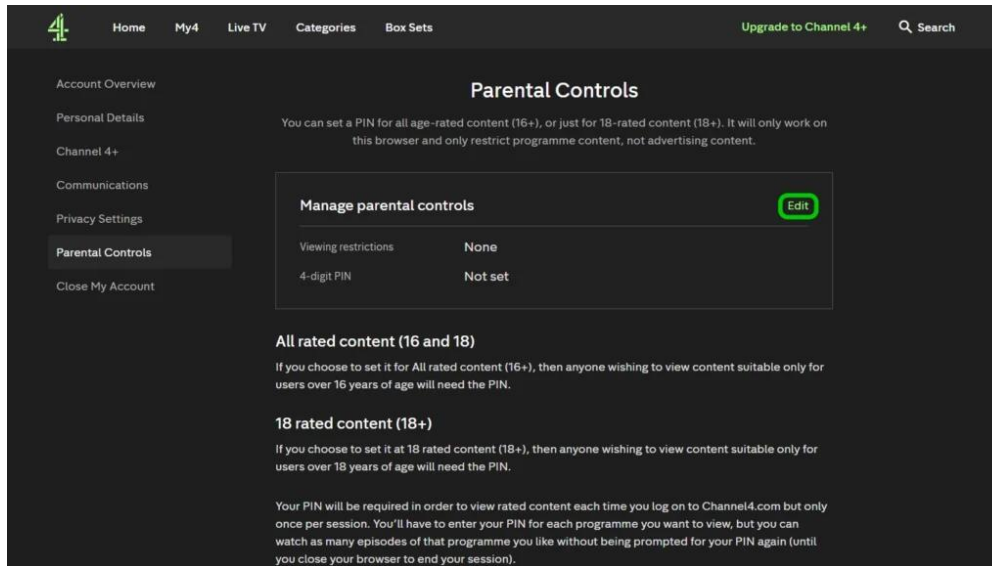 Home My4 Live TV Categories Box Sets Upgrade to Channel 4+ Search
Account Overview
Personal Details
Channel 4+
Communications
Privacy Settings
Parental Controls
Close My Account
Parental Controls
You can set a PIN for all age-rated content (16+), or just for 18-rated content (18+). It will only work on
this browser and only restrict programme content, not advertising content.
Manage parental controls Edit
Viewing restrictions None
4-digit PIN Not set
All rated content (16 and 18)
If you choose to set it for All rated content (16+), then anyone wishing to view content suitable only for
users over 16 years of age will need the PIN.
18 rated content (18+)
If you choose to set it at 18 rated content (18+), then anyone wishing to view content suitable only for
users over 18 years of age will need the PIN.
Your PIN will be required in order to view rated content each time you log on to Channel4.com but only
once per session. You'll have to enter your PIN for each programme you want to view, but you can
watch as many episodes of that programme you like without being prompted for your PIN again (until
you close your browser to end your session).